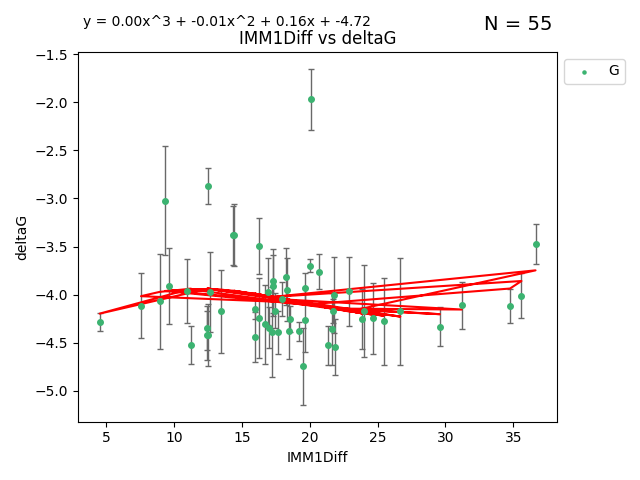 y = 0.00x^3 + -0.01x^2 + 0.16x + -4.72
N = 55
IMM1Diff vs deltaG
G
−1.5
−2.0
−2.5
−3.0
−3.5
−4.0
−4.5
−5.0
deltaG
5 10 15 20 25 30 35
IMM1Diff